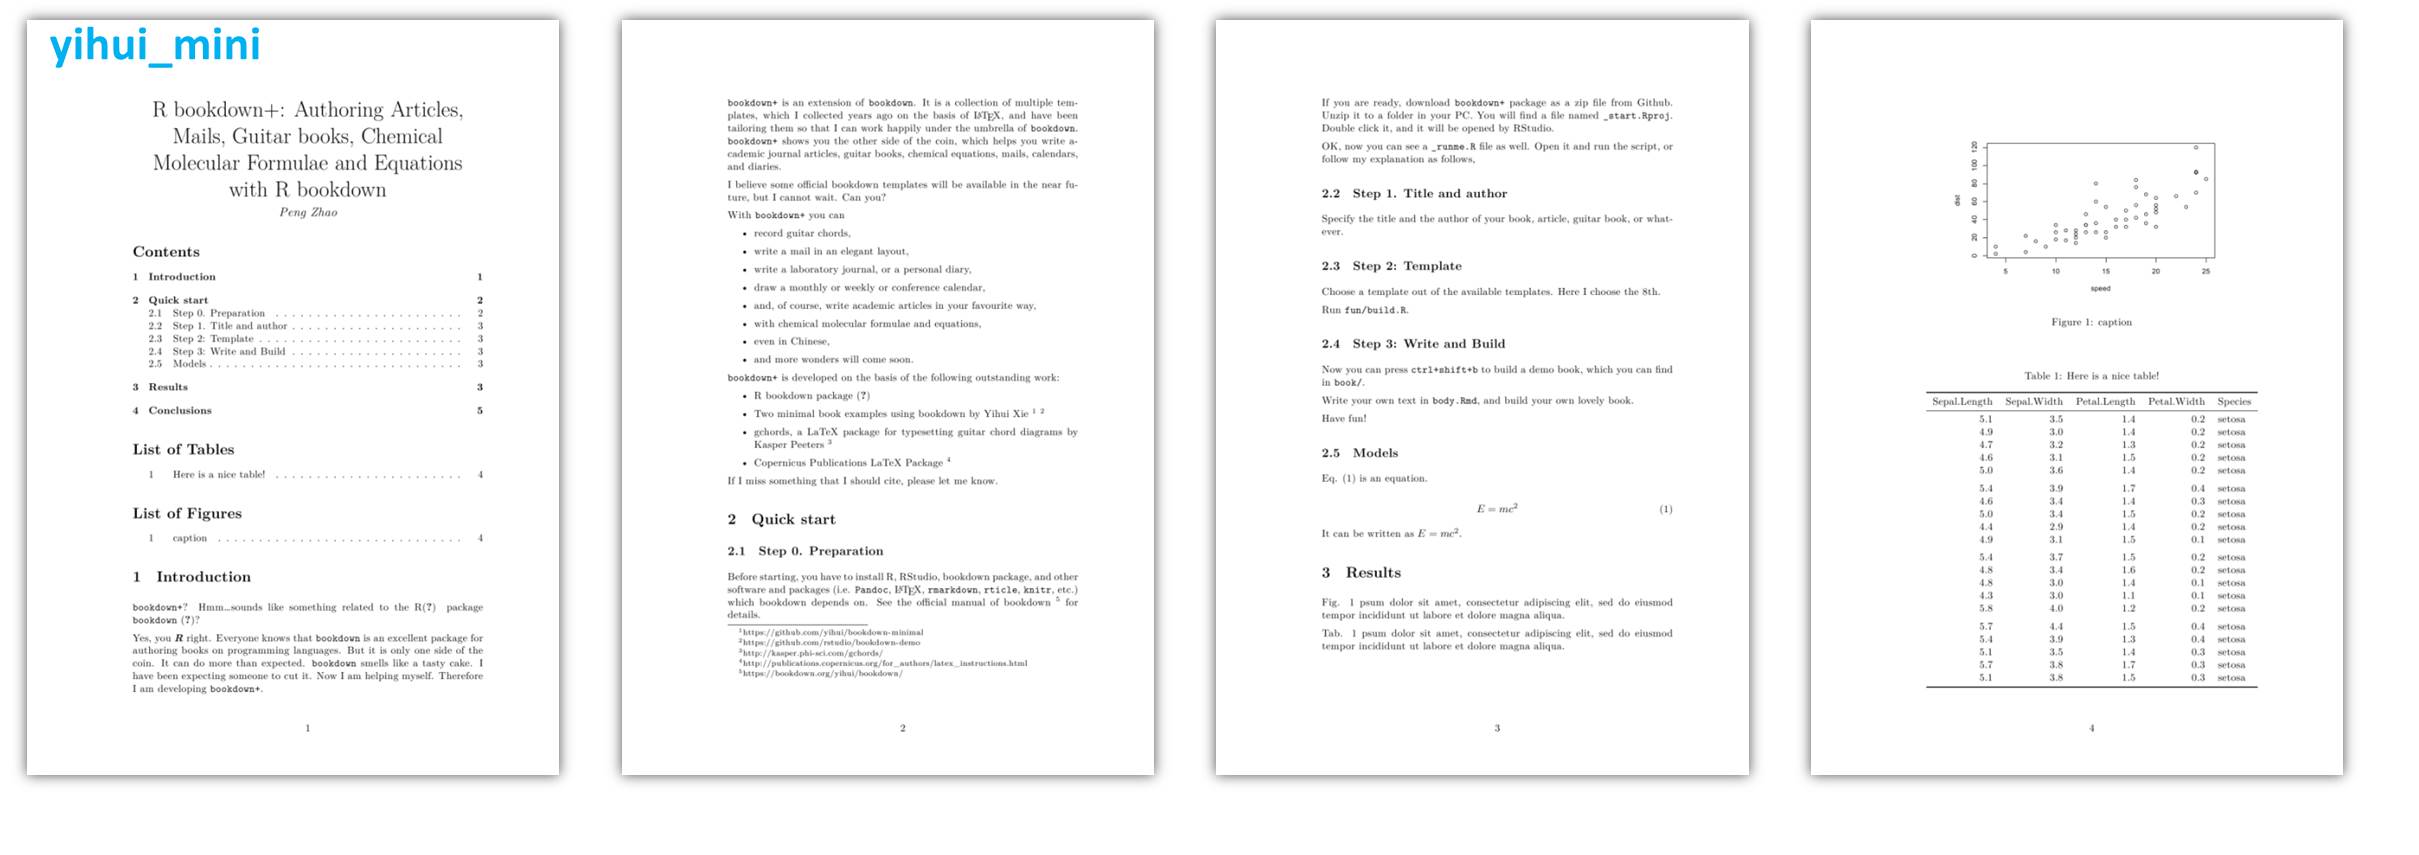 yihui_mini
R bookdown+: Authoring Articles,
Mails, Guitar books, Chemical
Molecular Formulae and Equations
with R bookdown
Peng Zhao
Contents
1 Introduction 1
2 Quick start 2
2.1 Step 0. Preparation . . . . . . . . . . . . . . . . . . . . . . . . 2
2.2 Step 1. Title and author . . . . . . . . . . . . . . . . . . . . . . 3
2.3 Step 2: Template . . . . . . . . . . . . . . . . . . . . . . . . . . 3
2.4 Step 3: Write and Build . . . . . . . . . . . . . . . . . . . . . . 3
2.5 Models . . . . . . . . . . . . . . . . . . . . . . . . . . . . . . . . 3
3 Results 3
4 Conclusions 5
List of Tables
1 Here is a nice table! . . . . . . . . . . . . . . . . . . . . . . . . 4
List of Figures
1 caption . . . . . . . . . . . . . . . . . . . . . . . . . . . . . . . 4
1 Introduction
bookdown+? Hmm...sounds like something related to the R(?) package
bookdown (?)?
Yes, you R right. Everyone knows that bookdown is an excellent package for
authoring books on programming languages. But it is only one side of the
coin. It can do more than expected. bookdown smells like a tasty cake. I
have been expecting someone to cut it. Now I am helping myself. Therefore
I am developing bookdown+.
1
bookdown+ is an extension of bookdown. It is a collection of multiple tem-
plates, which I collected years ago on the basis of LATEX, and have been
tailoring them so that I can work happily under the umbrella of bookdown.
bookdown+ shows you the other side of the coin, which helps you write a-
cademic journal articles, guitar books, chemical equations, mails, calendars,
and diaries.
I believe some official bookdown templates will be available in the near fu-
ture, but I cannot wait. Can you?
With bookdown+ you can
• record guitar chords,
• write a mail in an elegant layout,
• write a laboratory journal, or a personal diary,
• draw a monthly or weekly or conference calendar,
• and, of course, write academic articles in your favourite way,
• with chemical molecular formulae and equations,
• even in Chinese,
• and more wonders will come soon.
bookdown+ is developed on the basis of the following outstanding work:
• R bookdown package (?)
• Two minimal book examples using bookdown by Yihui Xie 1 2
• gchords, a LaTeX package for typesetting guitar chord diagrams by
Kasper Peeters 3
• Copernicus Publications LaTeX Package 4
If I miss something that I should cite, please let me know.
2 Quick start
2.1 Step 0. Preparation
Before starting, you have to install R, RStudio, bookdown package, and other
software and packages (i.e. Pandoc, LATEX, rmarkdown, rticle, knitr, etc.)
which bookdown depends on. See the official manual of bookdown 5 for
details.
1https://github.com/yihui/bookdown-minimal
2https://github.com/rstudio/bookdown-demo
3http://kasper.phi-sci.com/gchords/
4http://publications.copernicus.org/for_authors/latex_instructions.html
5https://bookdown.org/yihui/bookdown/
2
If you are ready, download bookdown+ package as a zip file from Github.
Unzip it to a folder in your PC. You will find a file named _start.Rproj.
Double click it, and it will be opened by RStudio.
OK, now you can see a _runme.R file as well. Open it and run the script, or
follow my explanation as follows,
2.2 Step 1. Title and author
Specify the title and the author of your book, article, guitar book, or what-
ever.
2.3 Step 2: Template
Choose a template out of the available templates. Here I choose the 8th.
Run fun/build.R.
2.4 Step 3: Write and Build
Now you can press ctrl+shift+b to build a demo book, which you can find
in book/.
Write your own text in body.Rmd, and build your own lovely book.
Have fun!
2.5 Models
Eq. (1) is an equation.
E = mc² (1)
It can be written as E = mc².
3 Results
Fig. 1 psum dolor sit amet, consectetur adipiscing elit, sed do eiusmod
tempor incididunt ut labore et dolore magna aliqua.
Tab. 1 psum dolor sit amet, consectetur adipiscing elit, sed do eiusmod
tempor incididunt ut labore et dolore magna aliqua.
3
dist
0 20 40 60 80 100 120
5 10 15 20 25
speed
Figure 1: caption
Table 1: Here is a nice table!
Sepal.Length Sepal.Width Petal.Length Petal.Width Species
5.1 3.5 1.4 0.2 setosa
4.9 3.0 1.4 0.2 setosa
4.7 3.2 1.3 0.2 setosa
4.6 3.1 1.5 0.2 setosa
5.0 3.6 1.4 0.2 setosa
5.4 3.9 1.7 0.4 setosa
4.6 3.4 1.4 0.3 setosa
5.0 3.4 1.5 0.2 setosa
4.4 2.9 1.4 0.2 setosa
4.9 3.1 1.5 0.1 setosa
5.4 3.7 1.5 0.2 setosa
4.8 3.4 1.6 0.2 setosa
4.8 3.0 1.4 0.1 setosa
4.3 3.0 1.1 0.1 setosa
5.8 4.0 1.2 0.2 setosa
5.7 4.4 1.5 0.4 setosa
5.4 3.9 1.3 0.4 setosa
5.1 3.5 1.4 0.3 setosa
5.7 3.8 1.7 0.3 setosa
5.1 3.8 1.5 0.3 setosa
4